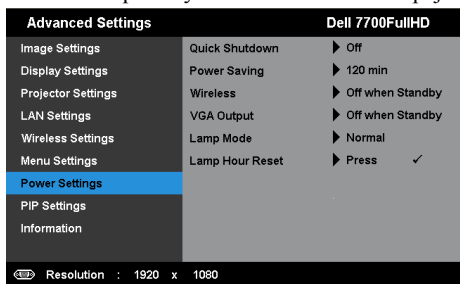 Advanced Settings Dell 7700FullHD
Image Settings Quick Shutdown Off
Display Settings Power Saving 120 min
Projector Settings Wireless Off when Standby
LAN Settings VGA Output Off when Standby
Wireless Settings Lamp Mode Normal
Menu Settings Lamp Hour Reset Press ✓
Power Settings
PIP Settings
Information
Resolution : 1920 x 1080